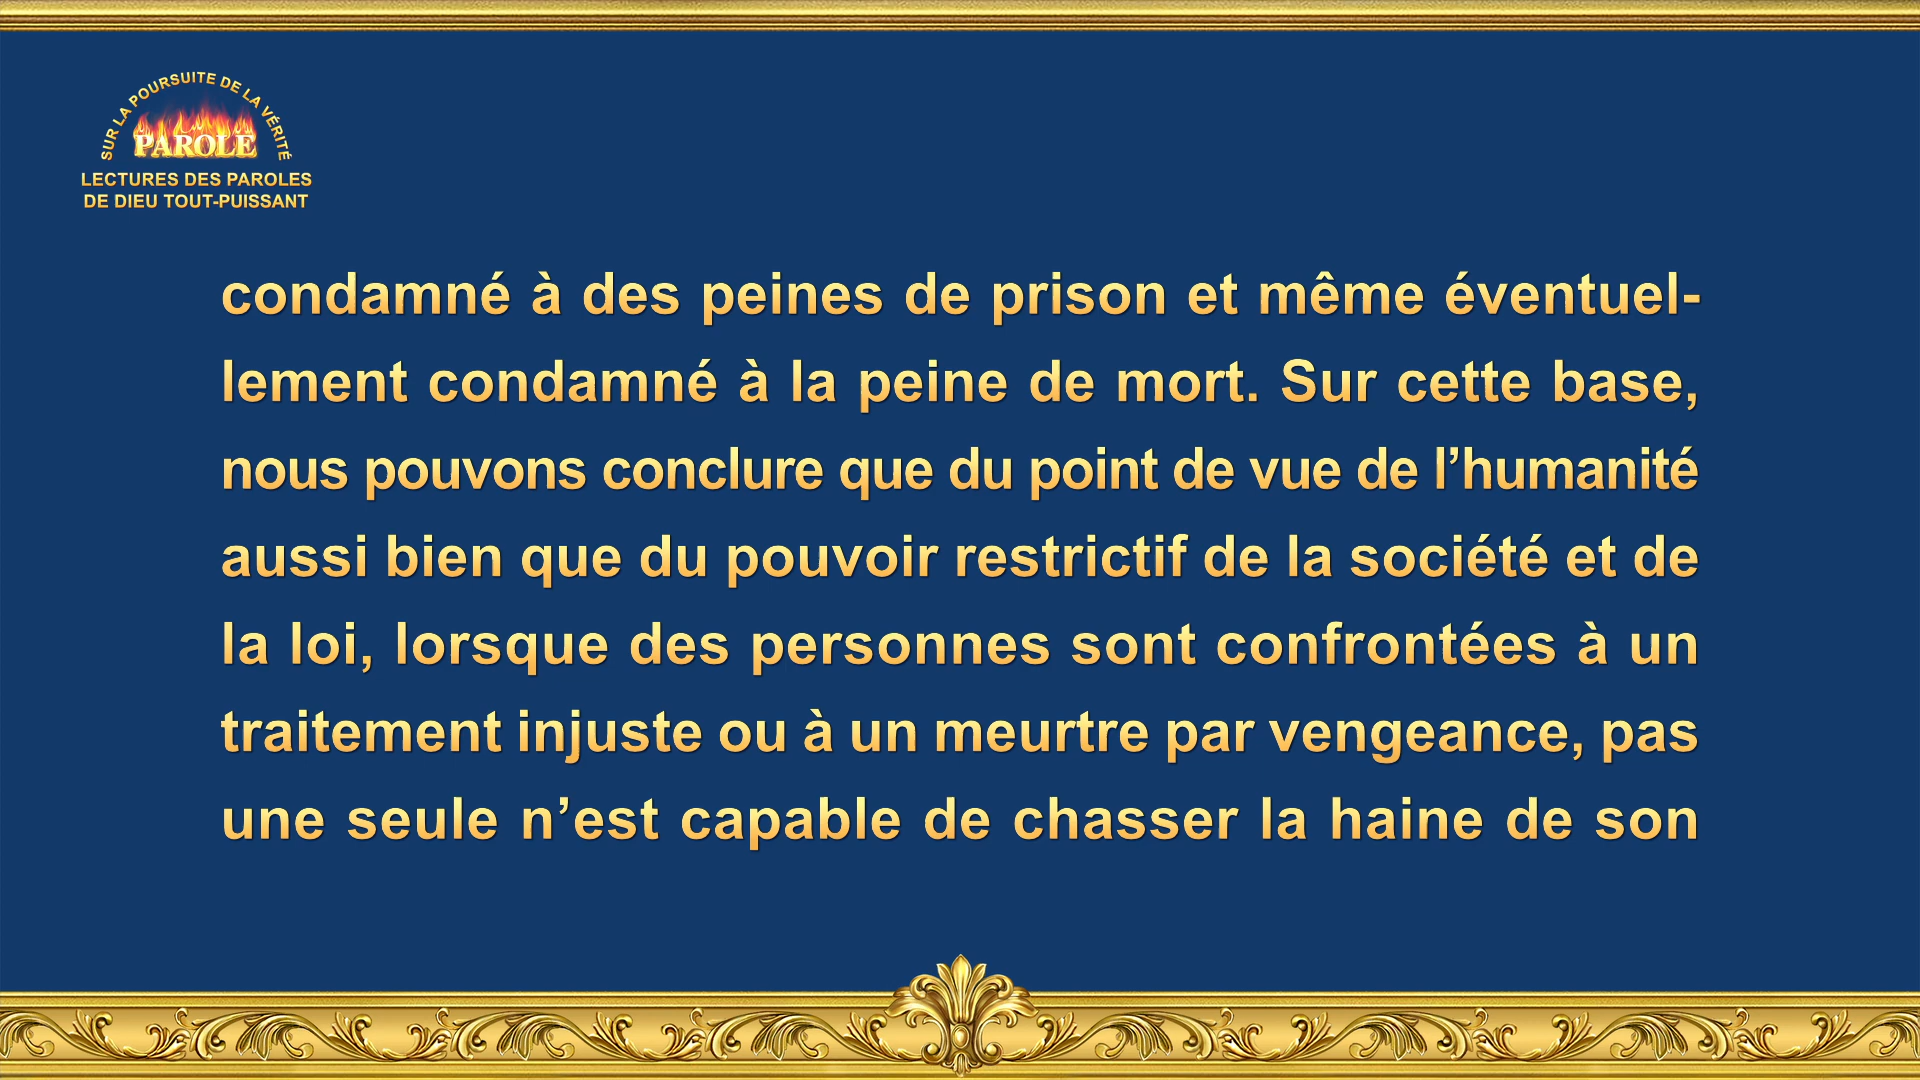 SUR LA POURSUITE DE LA VÉRITÉ
PAROLE
LECTURES DES PAROLES
DE DIEU TOUT-PUISSANT
condamné à des peines de prison et même éventuel-
lement condamné à la peine de mort. Sur cette base,
nous pouvons conclure que du point de vue de l’humanité
aussi bien que du pouvoir restrictif de la société et de
la loi, lorsque des personnes sont confrontées à un
traitement injuste ou à un meurtre par vengeance, pas
une seule n’est capable de chasser la haine de son